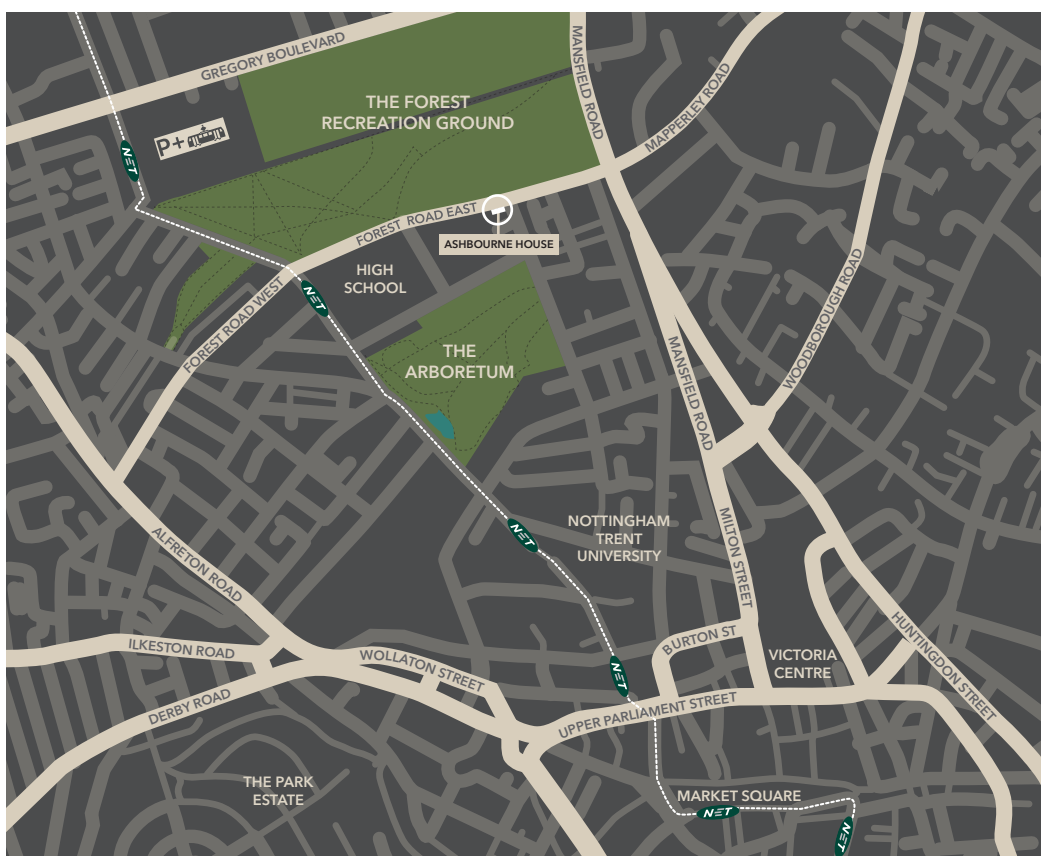 GREGORY BOULEVARD
MANSFIELD ROAD
MAPPERLEY ROAD
THE FOREST
RECREATION GROUND
P+
NET
FOREST ROAD EAST
ASHBOURNE HOUSE
HIGH
SCHOOL
NET
FOREST ROAD WEST
WOODBOROUGH ROAD
THE
ARBORETUM
MANSFIELD ROAD
NOTTINGHAM
TRENT
UNIVERSITY
NET
MILTON STREET
ALFRETON ROAD
HUNTINGDON STREET
BURTON ST
ILKESTON ROAD
WOLLATON STREET
VICTORIA
CENTRE
NET
DERBY ROAD
UPPER PARLIAMENT STREET
THE PARK
ESTATE
MARKET SQUARE
NET
NET